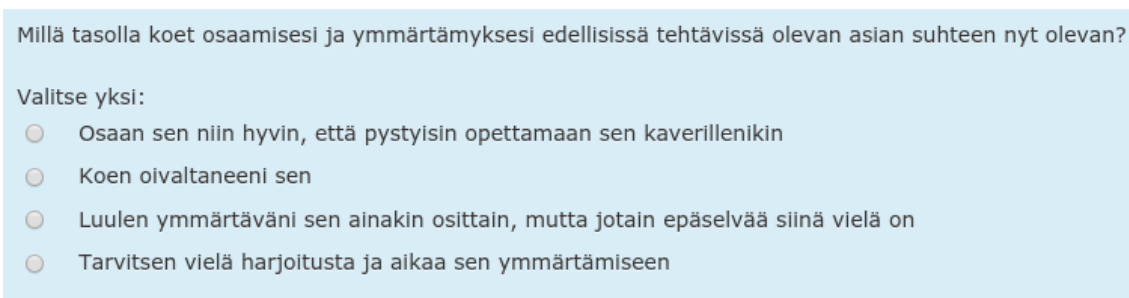 Millä tasolla koet osaamisesi ja ymmärtämyksesi edellisissä tehtävissä olevan asian suhteen nyt olevan?
Valitse yksi:
Osaan sen niin hyvin, että pystyisin opettamaan sen kaverillenikin
Koen oivaltaneeni sen
Luulen ymmärtäväni sen ainakin osittain, mutta jotain epäselvää siinä vielä on
Tarvitsen vielä harjoitusta ja aikaa sen ymmärtämiseen